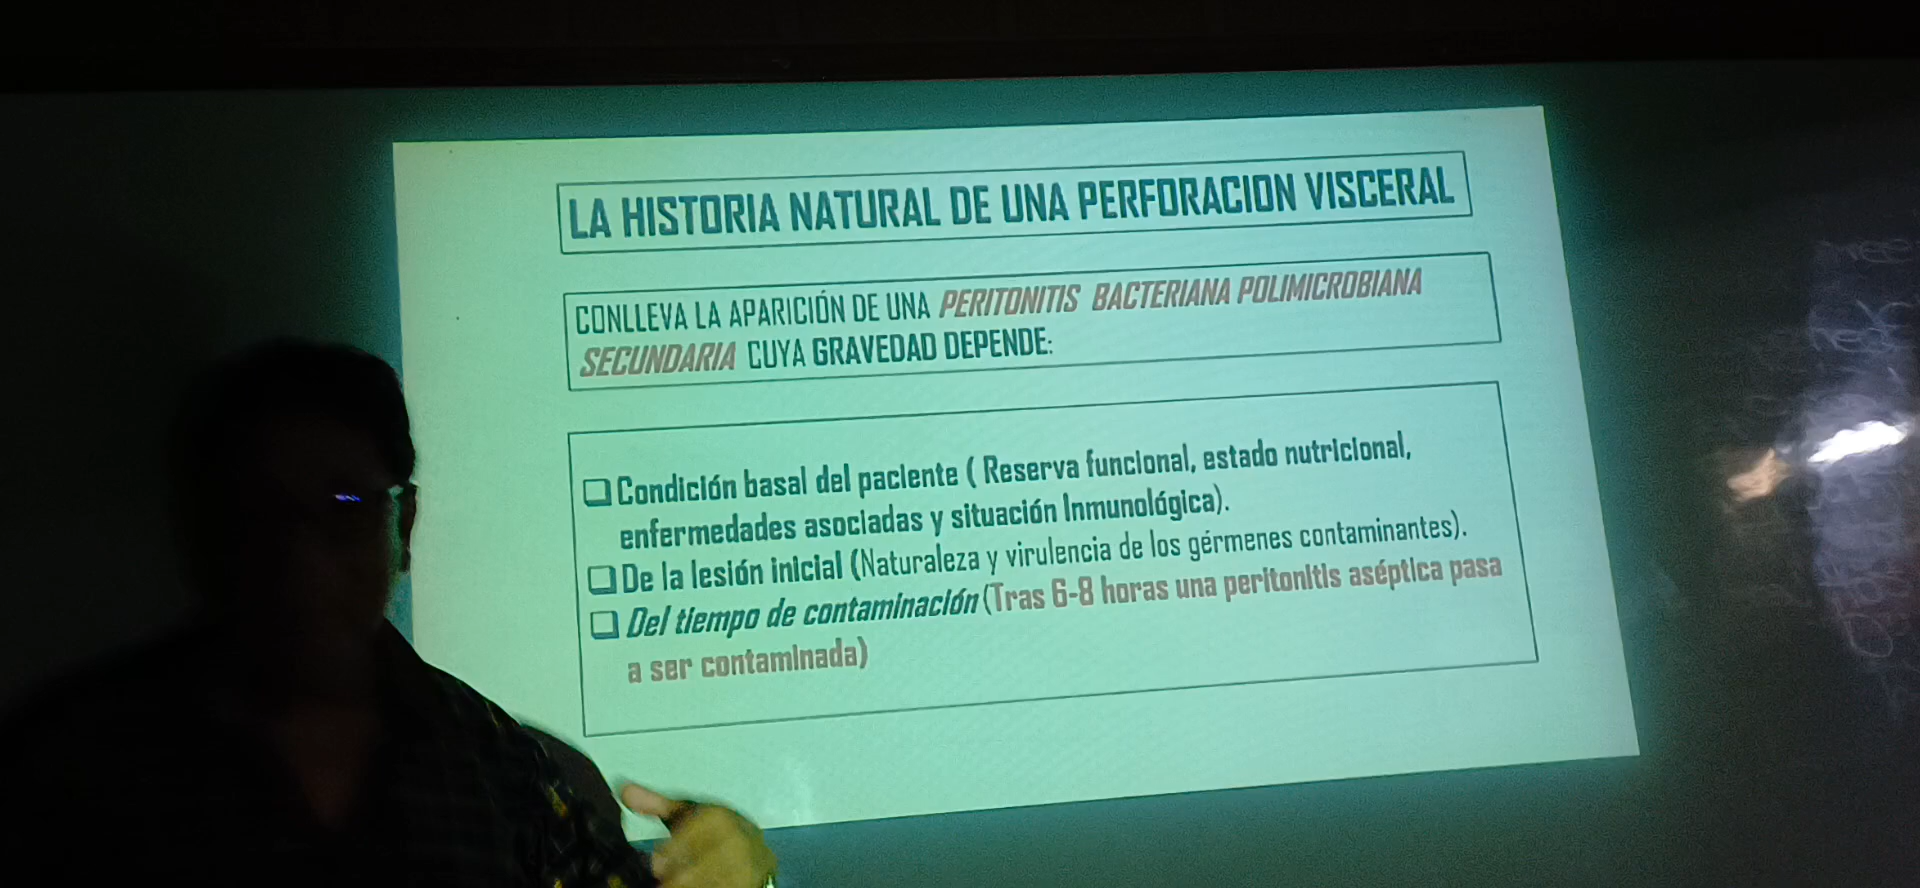 LA HISTORIA NATURAL DE UNA PERFORACION VISCERAL
CONLLEVA LA APARICIÓN DE UNA PERITONITIS BACTERIANA POLIMICROBIANA
SECUNDARIA CUYA GRAVEDAD DEPENDE:
❑ Condición basal del paciente ( Reserva funcional, estado nutricional,
enfermedades asociadas y situación Inmunológica).
❑ De la lesión inicial (Naturaleza y virulencia de los gérmenes contaminantes).
❑ Del tiempo de contaminación (Tras 6-8 horas una peritonitis aséptica pasa
a ser contaminada)